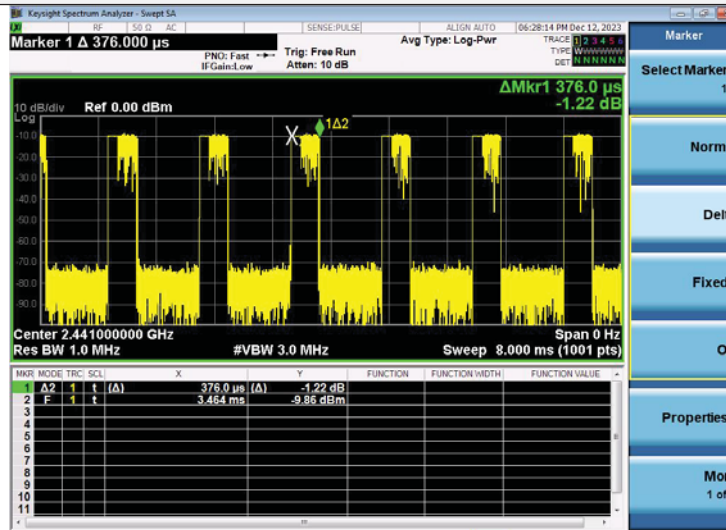 Keysight Spectrum Analyzer - Swept SA
RF 50 Ω AC SENSE:PULSE ALIGN AUTO 06:28:14 PM Dec 12, 2023
Marker 1 Δ 376.000 µs Avg Type: Log-Pwr TRACE 1 2 3 4 5 6
PNO: Fast Trig: Free Run TYPE W
IFGain:Low Atten: 10 dB DET N N N N N N
ΔMkr1 376.0 µs
10 dB/div Ref 0.00 dBm -1.22 dB
Log
1Δ2
-10.0
-20.0
-30.0
-40.0
-50.0
-60.0
-70.0
-80.0
-90.0
Center 2.441000000 GHz Span 0 Hz
Res BW 1.0 MHz #VBW 3.0 MHz Sweep 8.000 ms (1001 pts)
MKR MODE TRC SCL X Y FUNCTION FUNCTION WIDTH FUNCTION VALUE
1 Δ2 1 t (Δ) 376.0 µs (Δ) -1.22 dB
2 F 1 t 3.464 ms -9.86 dBm
3
4
5
6
7
8
9
10
11
Marker
Select Marker
1
Norm
Delt
Fixed
O
Properties
Mor
1 of